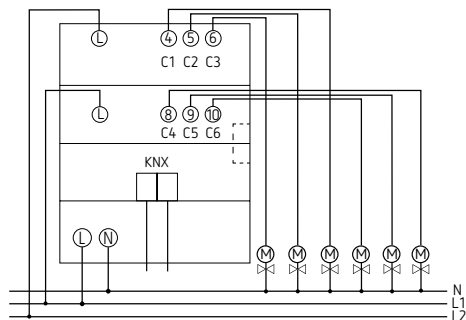 L 4 5 6
C1 C2 C3
L 8 9 10
C4 C5 C6
KNX
L N
M M M M M M
N
L1
L2